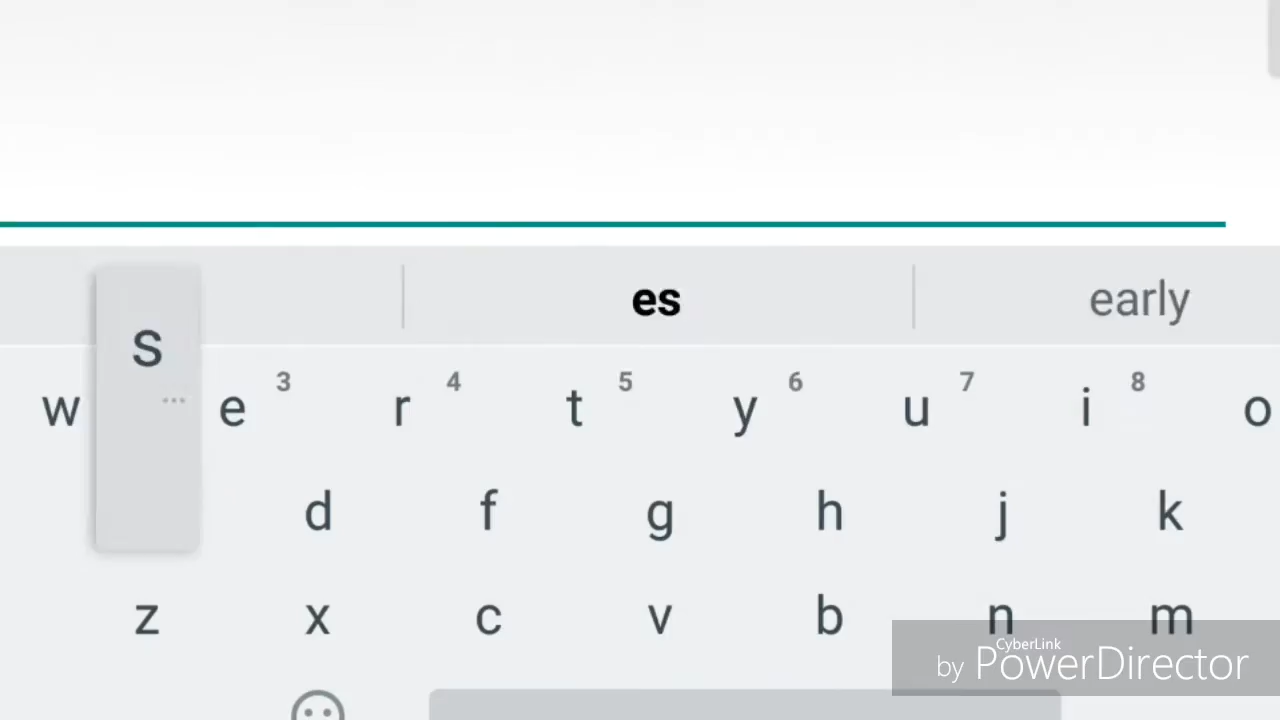 es early
s
3 4 5 6 7 8
w e r t y u i o
d f g h j k
z x c v b n m
CyberLink
by PowerDirector